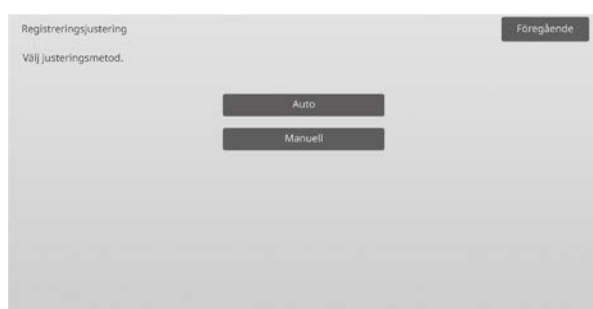 Registreringsjustering
Föregående
Välj justeringsmetod.
Auto
Manuell